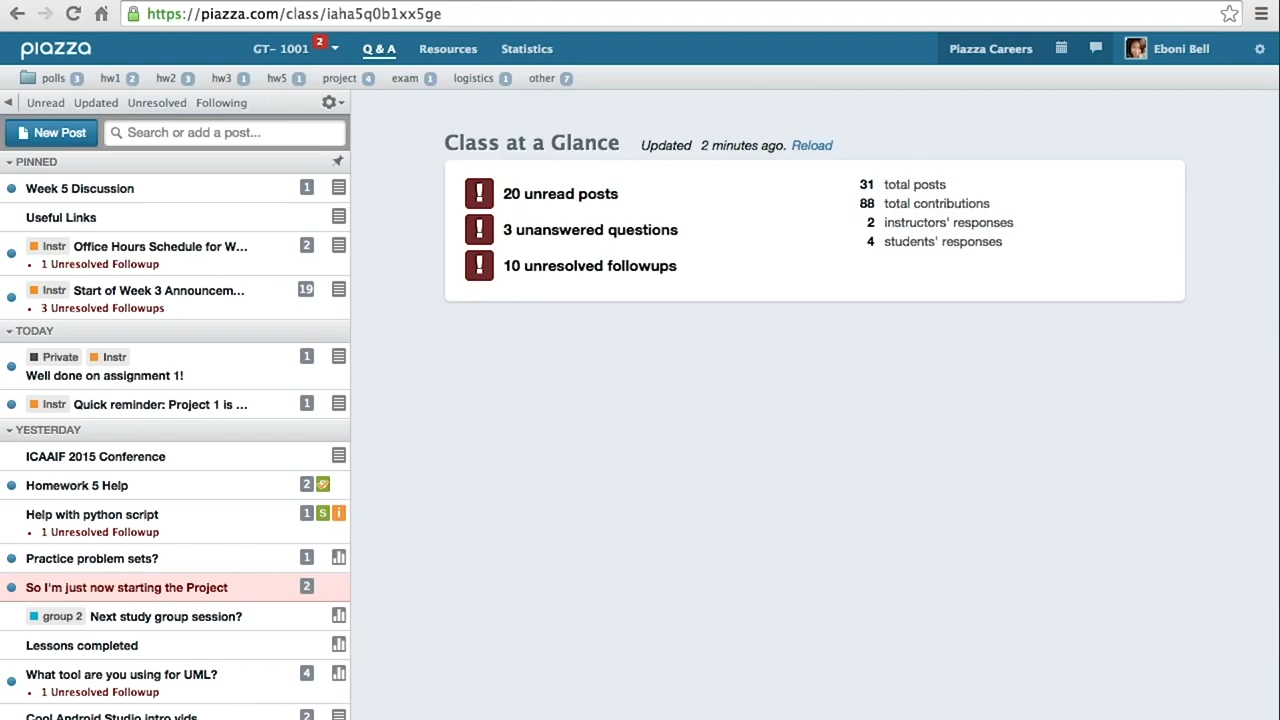 https://piazza.com/class/iaha5q0b1xx5ge
piazza GT- 1001 2 Q & A Resources Statistics Piazza Careers Eboni Bell
polls 3 hw1 2 hw2 3 hw3 1 hw5 1 project 4 exam 1 logistics 1 other 7
Unread Updated Unresolved Following
New Post Search or add a post...
PINNED
Week 5 Discussion 1
Useful Links
Instr Office Hours Schedule for W... 2
1 Unresolved Followup
Instr Start of Week 3 Announcem... 19
3 Unresolved Followups
TODAY
Private Instr 1
Well done on assignment 1!
Instr Quick reminder: Project 1 is ... 1
YESTERDAY
ICAAIF 2015 Conference
Homework 5 Help 2
Help with python script 1 S i
1 Unresolved Followup
Practice problem sets? 1
So I'm just now starting the Project 2
group 2 Next study group session?
Lessons completed
What tool are you using for UML? 4
1 Unresolved Followup
Cool Android Studio intro vids 2
Class at a Glance Updated 2 minutes ago. Reload
! 20 unread posts
! 3 unanswered questions
! 10 unresolved followups
31 total posts
88 total contributions
2 instructors' responses
4 students' responses